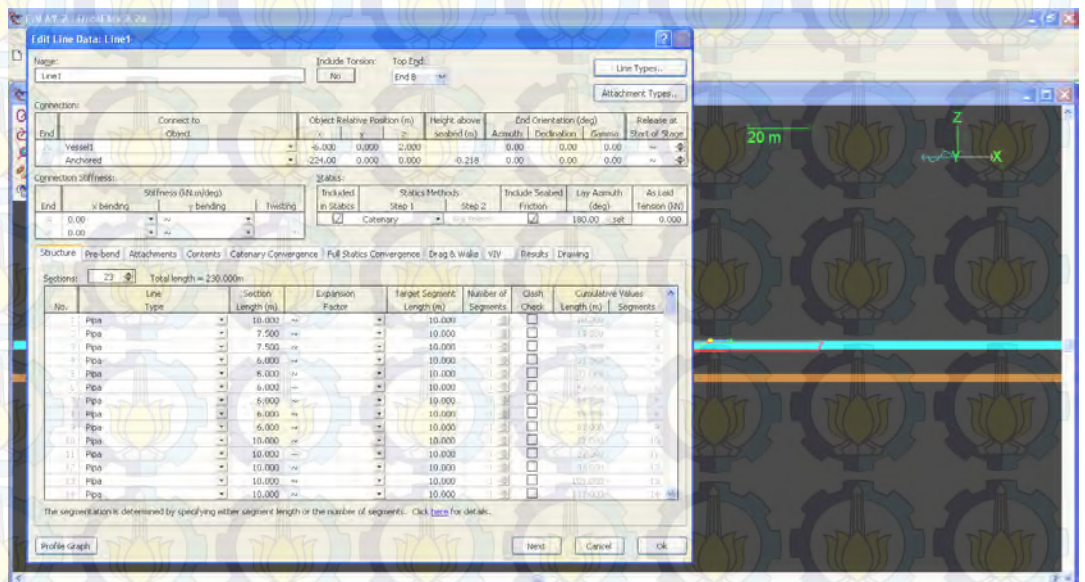 Edit Line Data: Line1
Name:
Include Torsion:
Top End:
Line1
No
End B
Line Types...
Attachment Types...
Connection:
Connect to
Object Relative Position (m)
Height above
End Orientation (deg)
Release at
End
Object
x
y
z
seabed (m)
Azimuth
Declination
Gamma
Start of Stage
Vessel1
-6.000
0.000
2.000
0.00
0.00
0.00
~
Anchored
-224.00
0.000
0.000
-0.218
0.00
0.00
0.00
~
Connection Stiffness:
Statics:
Stiffness (kN.m/deg)
Included
Statics Methods
Include Seabed
Lay Azimuth
As Laid
End
x bending
y bending
Twisting
in Statics
Step 1
Step 2
Friction
(deg)
Tension (kN)
0.00
~
Catenary
180.00
set
0.000
0.00
~
Structure
Pre-bend
Attachments
Contents
Catenary Convergence
Full Statics Convergence
Drag & Wake
VIV
Results
Drawing
Sections:
23
Total length = 230.000m
Line
Section
Expansion
Target Segment
Number of
Clash
Cumulative Values
No.
Type
Length (m)
Factor
Length (m)
Segments
Check
Length (m)
Segments
Pipa 10.000 ~ 10.000
Pipa 7.500 ~ 10.000
Pipa 7.500 ~ 10.000
Pipa 6.000 ~ 10.000
Pipa 6.000 ~ 10.000
Pipa 6.000 ~ 10.000
Pipa 6.000 ~ 10.000
Pipa 6.000 ~ 10.000
Pipa 6.000 ~ 10.000
10 Pipa 10.000 ~ 10.000
11 Pipa 10.000 ~ 10.000
12 Pipa 10.000 ~ 10.000
13 Pipa 10.000 ~ 10.000
14 Pipa 10.000 ~ 10.000
The segmentation is determined by specifying either segment length or the number of segments. Click here for details.
Profile Graph
Next
Cancel
Ok
20 m
Z
Y
X